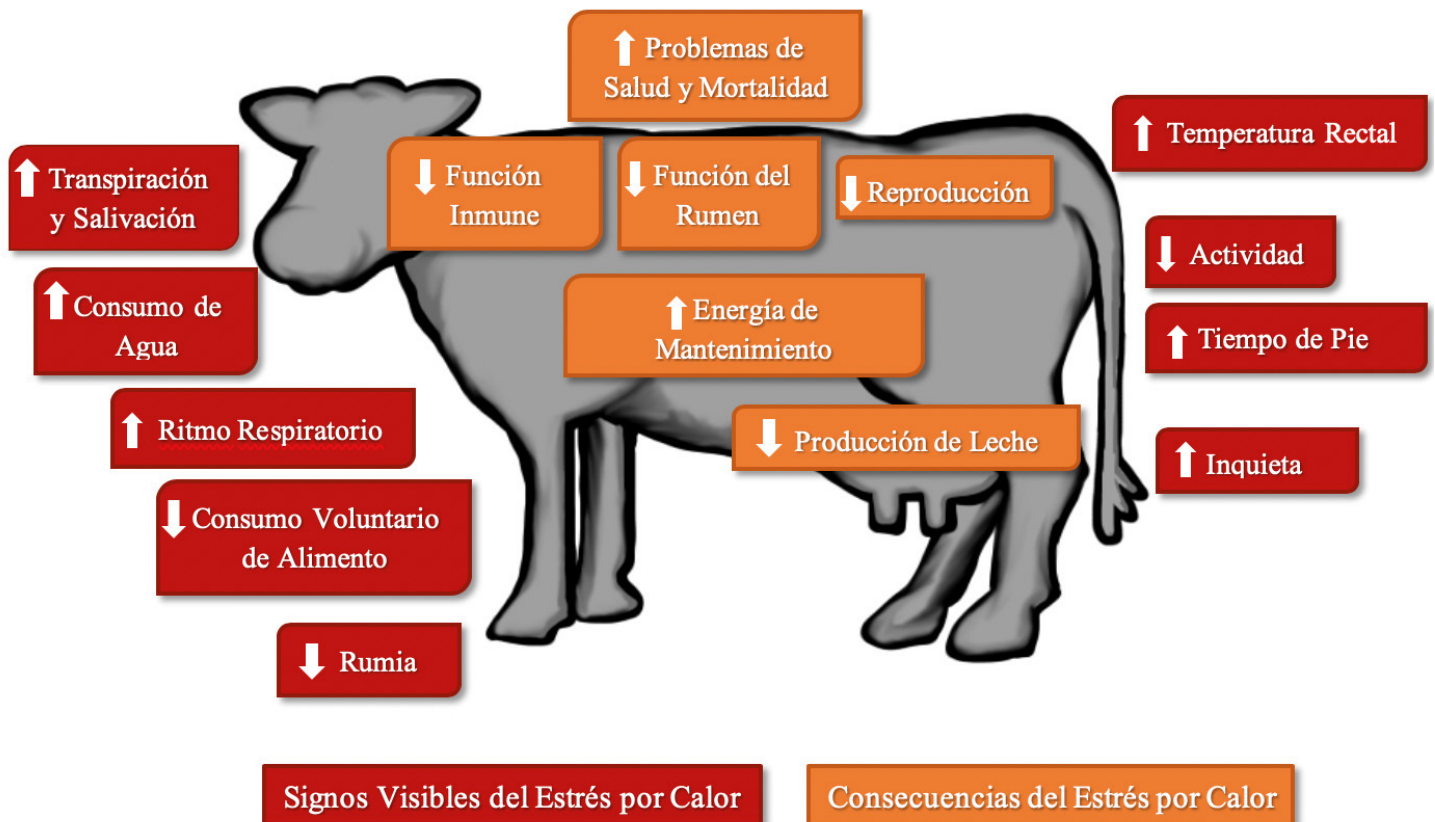 ↑ Problemas de
Salud y Mortalidad
↑ Temperatura Rectal
↑ Transpiración
y Salivación
↓ Función
Inmune
↓ Función del
Rumen
↓ Reproducción
↓ Actividad
↑ Consumo de
Agua
↑ Energía de
Mantenimiento
↑ Tiempo de Pie
↑ Ritmo Respiratorio
↓ Producción de Leche
↑ Inquieta
↓ Consumo Voluntario
de Alimento
↓ Rumia
Signos Visibles del Estrés por Calor
Consecuencias del Estrés por Calor